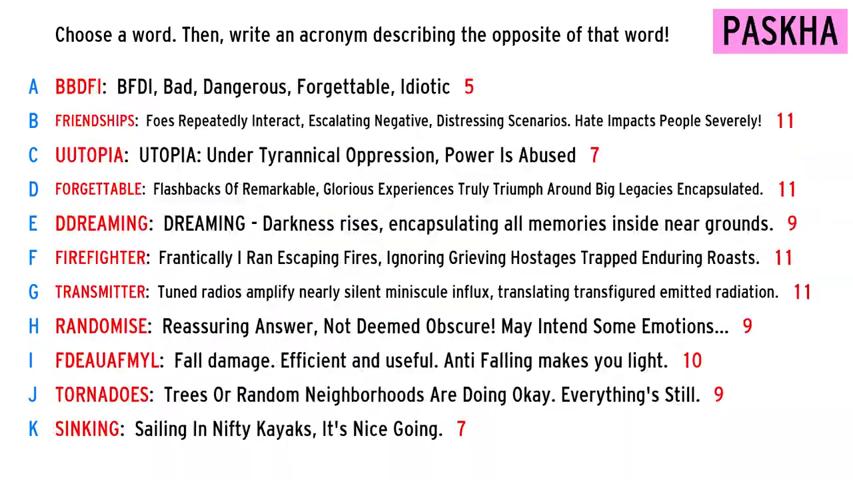 Choose a word. Then, write an acronym describing the opposite of that word!
PASKHA
A BBDFI: BFDI, Bad, Dangerous, Forgettable, Idiotic 5
B FRIENDSHIPS: Foes Repeatedly Interact, Escalating Negative, Distressing Scenarios. Hate Impacts People Severely! 11
C UUTOPIA: UTOPIA: Under Tyrannical Oppression, Power Is Abused 7
D FORGETTABLE: Flashbacks Of Remarkable, Glorious Experiences Truly Triumph Around Big Legacies Encapsulated. 11
E DDREAMING: DREAMING - Darkness rises, encapsulating all memories inside near grounds. 9
F FIREFIGHTER: Frantically I Ran Escaping Fires, Ignoring Grieving Hostages Trapped Enduring Roasts. 11
G TRANSMITTER: Tuned radios amplify nearly silent miniscule influx, translating transfigured emitted radiation. 11
H RANDOMISE: Reassuring Answer, Not Deemed Obscure! May Intend Some Emotions... 9
I FDEAUAFMYL: Fall damage. Efficient and useful. Anti Falling makes you light. 10
J TORNADOES: Trees Or Random Neighborhoods Are Doing Okay. Everything's Still. 9
K SINKING: Sailing In Nifty Kayaks, It's Nice Going. 7